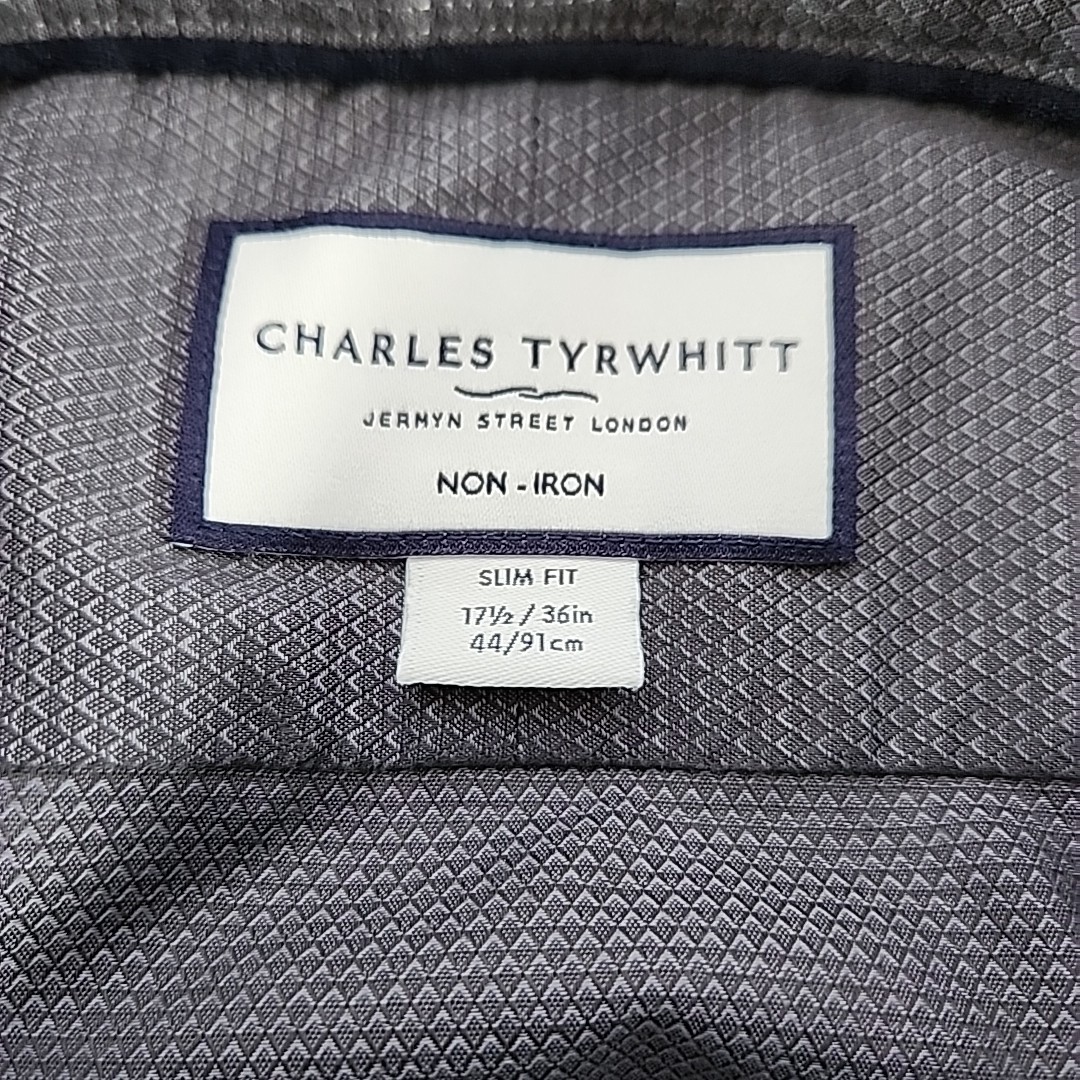 CHARLES TYRWHITT
JERMYN STREET LONDON
NON-IRON
SLIM FIT
17½/36in
44/91cm